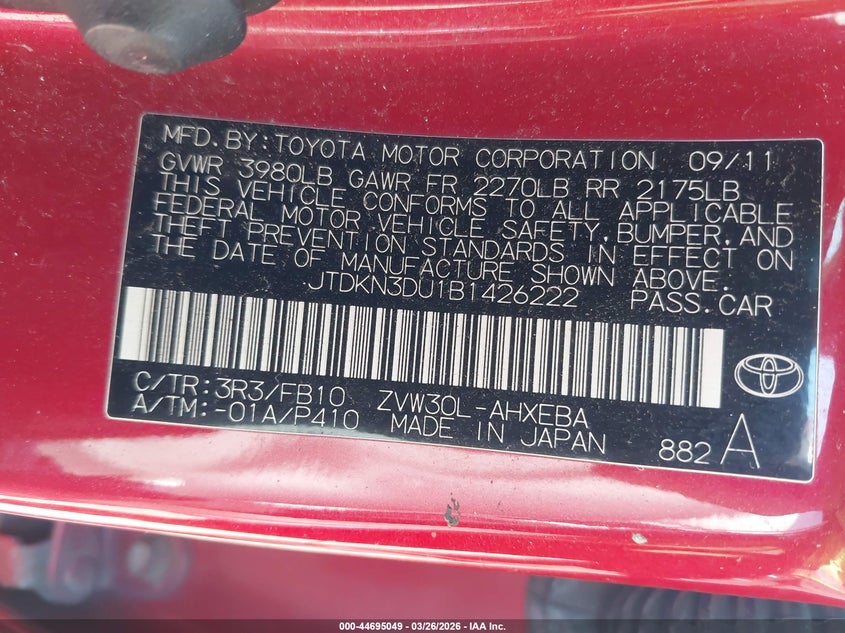 MFD.BY:TOYOTA MOTOR CORPORATION 09/11
GVWR 3980LB GAWR FR 2270LB RR 2175LB
THIS VEHICLE CONFORMS TO ALL APPLICABLE
FEDERAL MOTOR VEHICLE SAFETY,BUMPER,AND
THEFT PREVENTION STANDARDS IN EFFECT ON
THE DATE OF MANUFACTURE SHOWN ABOVE.
JTDKN3DU1B1426222 PASS.CAR
C/TR:3R3/FB10 ZVW30L-AHXEBA
A/TM:-01A/P410 MADE IN JAPAN 882 A
000-44695049 | 03/26/2026 - IAA Inc.